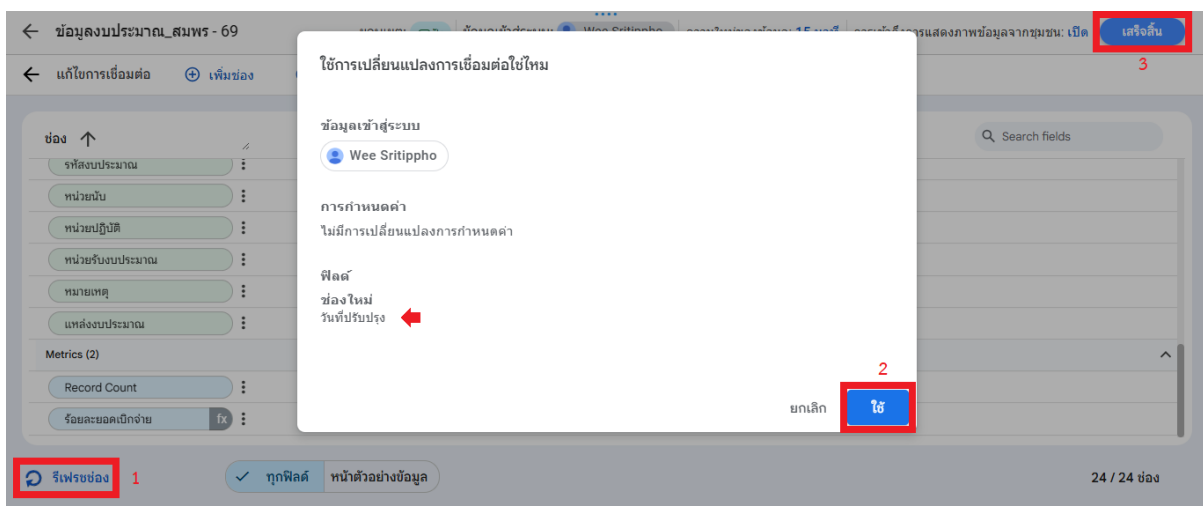 ข้อมูลงบประมาณ_สมพร - 69
Wee Sritippho
การแสดงภาพข้อมูลจากชุมชน: เปิด
เสร็จสิ้น
3
แก้ไขการเชื่อมต่อ
เพิ่มช่อง
ใช้การเปลี่ยนแปลงการเชื่อมต่อใช่ไหม
ข้อมูลเข้าสู่ระบบ
Wee Sritippho
การกำหนดค่า
ไม่มีการเปลี่ยนแปลงการกำหนดค่า
ฟิลด์
ช่องใหม่
วันที่ปรับปรุง
2
ยกเลิก
ใช้
ช่อง
Search fields
รหัสงบประมาณ
หน่วยนับ
หน่วยปฏิบัติ
หน่วยรับงบประมาณ
หมายเหตุ
แหล่งงบประมาณ
Metrics (2)
Record Count
ร้อยละยอดเบิกจ่าย
fx
รีเฟรชช่อง
1
ทุกฟิลด์
หน้าตัวอย่างข้อมูล
24 / 24 ช่อง